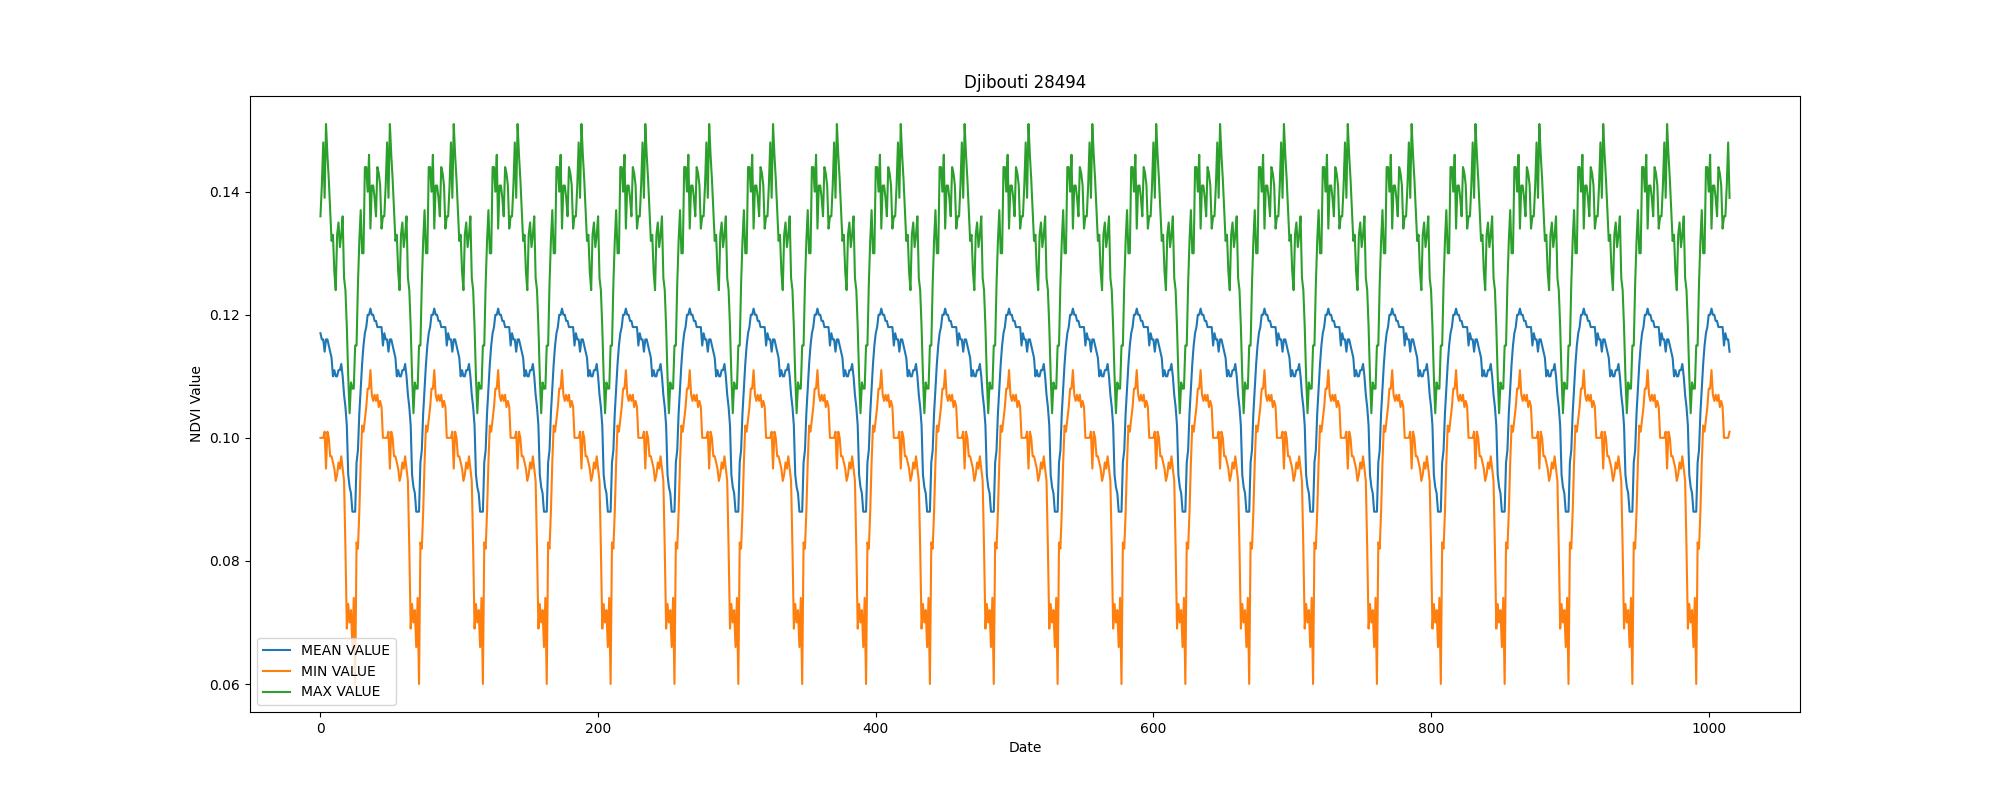 Djibouti 28494
NDVI Value
0.14
0.12
0.10
0.08
0.06
MEAN VALUE
MIN VALUE
MAX VALUE
0 200 400 600 800 1000
Date